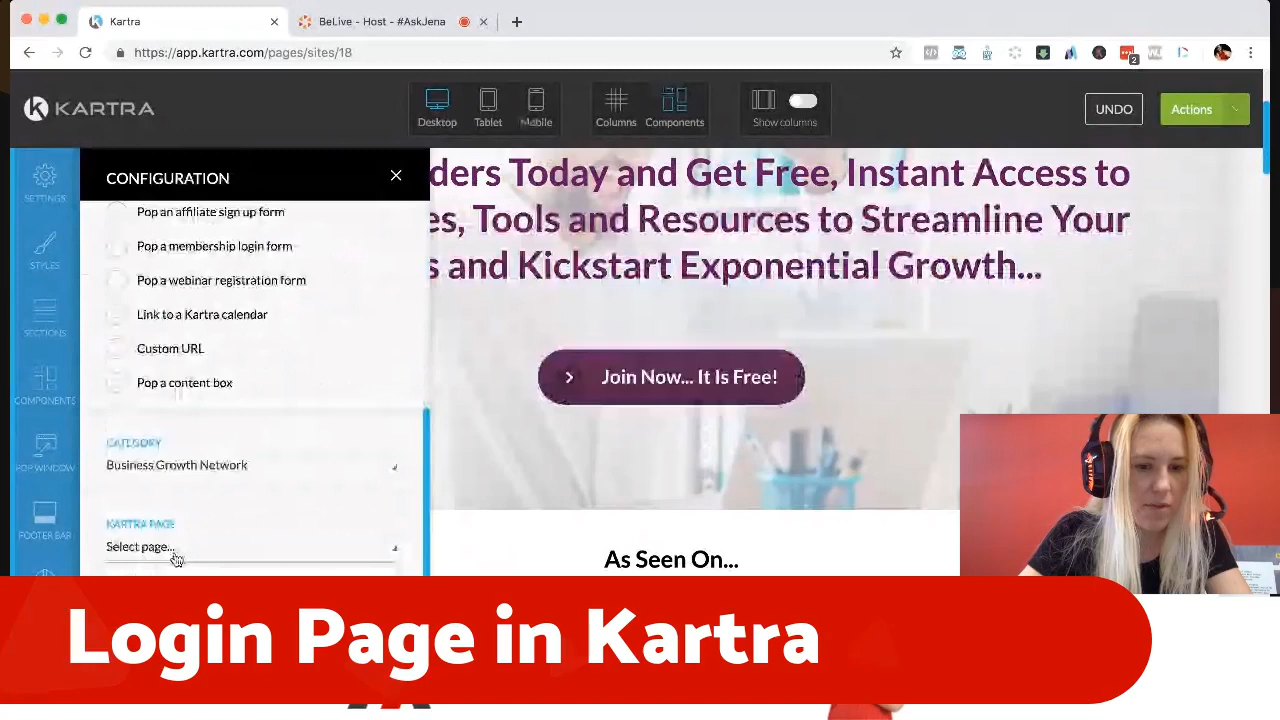 Kartra
BeLive - Host - #AskJena
https://app.kartra.com/pages/sites/18
2
KARTRA
Desktop
Tablet
Mobile
Columns
Components
Show columns
UNDO
Actions
SETTINGS
STYLES
SECTIONS
COMPONENTS
POP WINDOW
FOOTER BAR
CONFIGURATION
Pop an affiliate sign up form
Pop a membership login form
Pop a webinar registration form
Link to a Kartra calendar
Custom URL
Pop a content box
CATEGORY
Business Growth Network
KARTRA PAGE
Select page...
ders Today and Get Free, Instant Access to
es, Tools and Resources to Streamline Your
s and Kickstart Exponential Growth...
Join Now... It Is Free!
As Seen On...
Login Page in Kartra